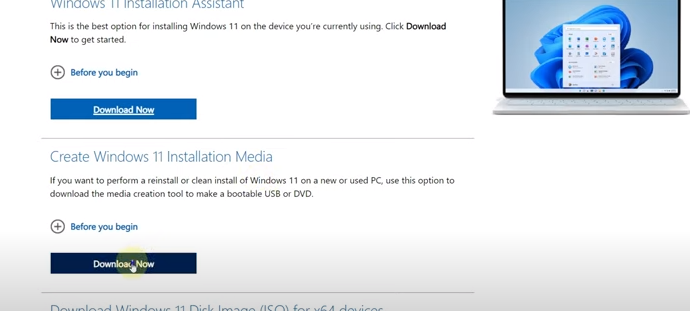 Windows 11 Installation Assistant
This is the best option for installing Windows 11 on the device you're currently using. Click Download
Now to get started.
Before you begin
Download Now
Create Windows 11 Installation Media
If you want to perform a reinstall or clean install of Windows 11 on a new or used PC, use this option to
download the media creation tool to make a bootable USB or DVD.
Before you begin
Download Now
Download Windows 11 Disk Image (ISO) for x64 devices